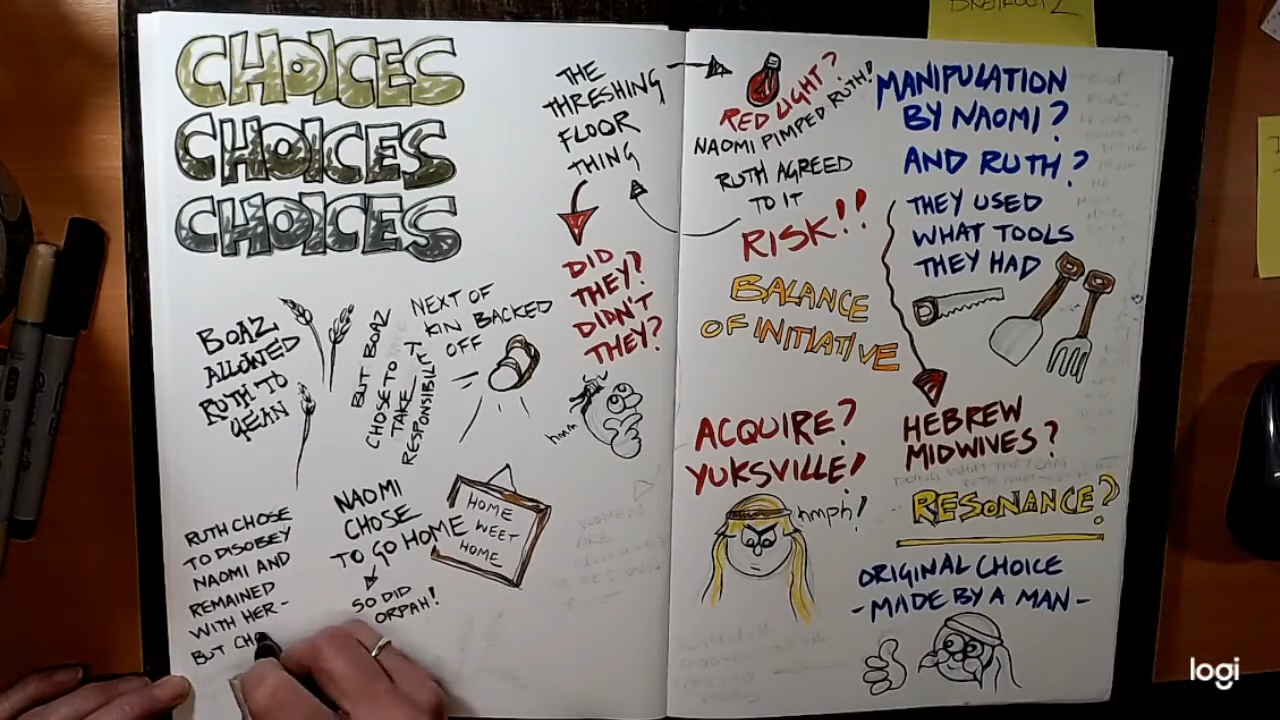 CHOICES
CHOICES
CHOICES
BOAZ
ALLOWED
RUTH TO
GEAN
BUT BOAZ
CHOSE TO
TAKE
RESPONSIBILITY
NEXT OF
KIN BACKED
OFF
RUTH CHOSE
TO DISOBEY
NAOMI AND
REMAINED
WITH HER-
BUT CHO
NAOMI
CHOSE
TO GO HOME
SO DID
ORPAH!
HOME
WEET
HOME
THE
THRESHING
FLOOR
THING
DID
THEY?
DIDN'T
THEY?
hmm
RED LIGHT?
NAOMI PIMPED RUTH!
RUTH AGREED
TO IT
RISK!!
BALANCE
OF INITIATIVE
ACQUIRE?
YUKSVILLE!
hmph!
MANIPULATION
BY NAOMI?
AND RUTH?
THEY USED
WHAT TOOLS
THEY HAD
HEBREW
MIDWIVES?
RESONANCE?
ORIGINAL CHOICE
-MADE BY A MAN-
logi